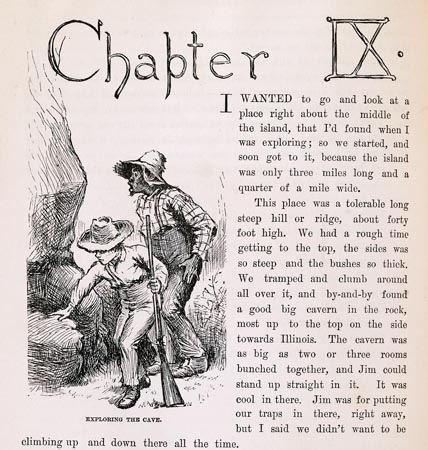 Chapter IX.
I WANTED to go and look at a
place right about the middle of
the island, that I'd found when I
was exploring; so we started, and
soon got to it, because the island
was only three miles long and a
quarter of a mile wide.
This place was a tolerable long
steep hill or ridge, about forty
foot high. We had a rough time
getting to the top, the sides was
so steep and the bushes so thick.
We tramped and clumb around
all over it, and by-and-by found
a good big cavern in the rock,
most up to the top on the side
towards Illinois. The cavern was
as big as two or three rooms
bunched together, and Jim could
stand up straight in it. It was
cool in there. Jim was for putting
our traps in there, right away,
but I said we didn't want to be
climbing up and down there all the time.
EXPLORING THE CAVE.